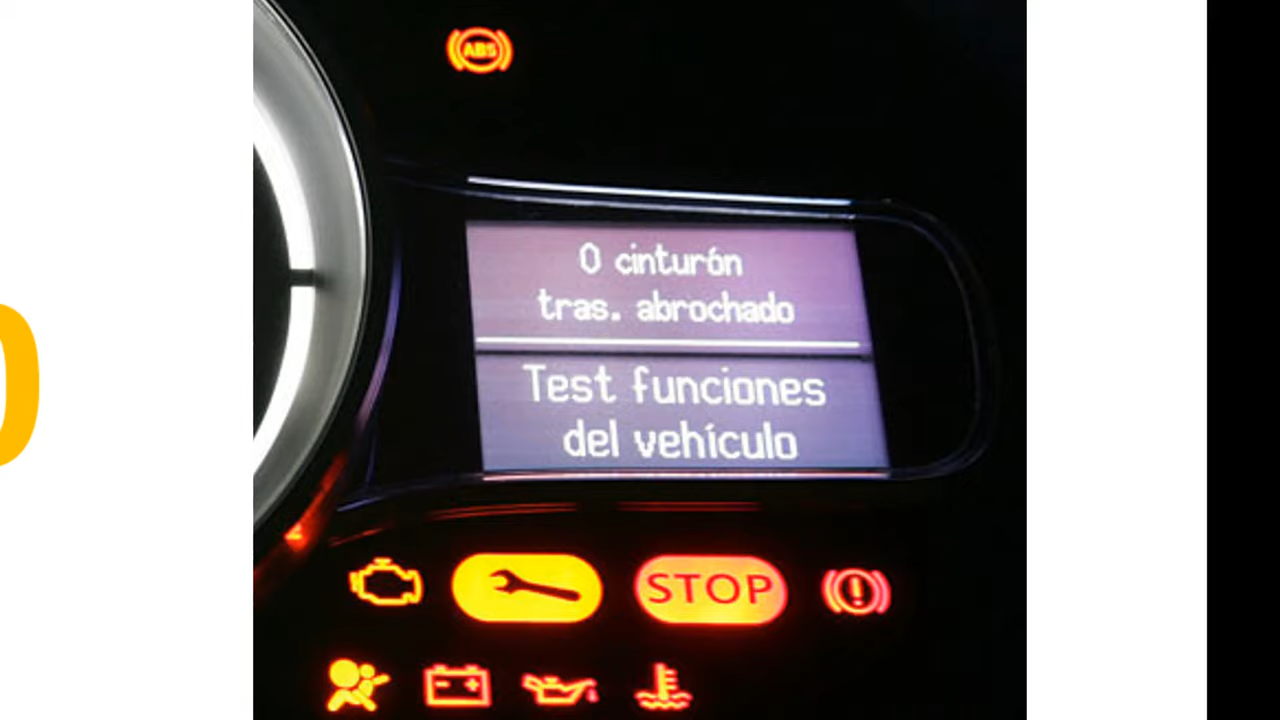 ABS
0 cinturón
tras. abrochado
Test funciones
del vehículo
STOP